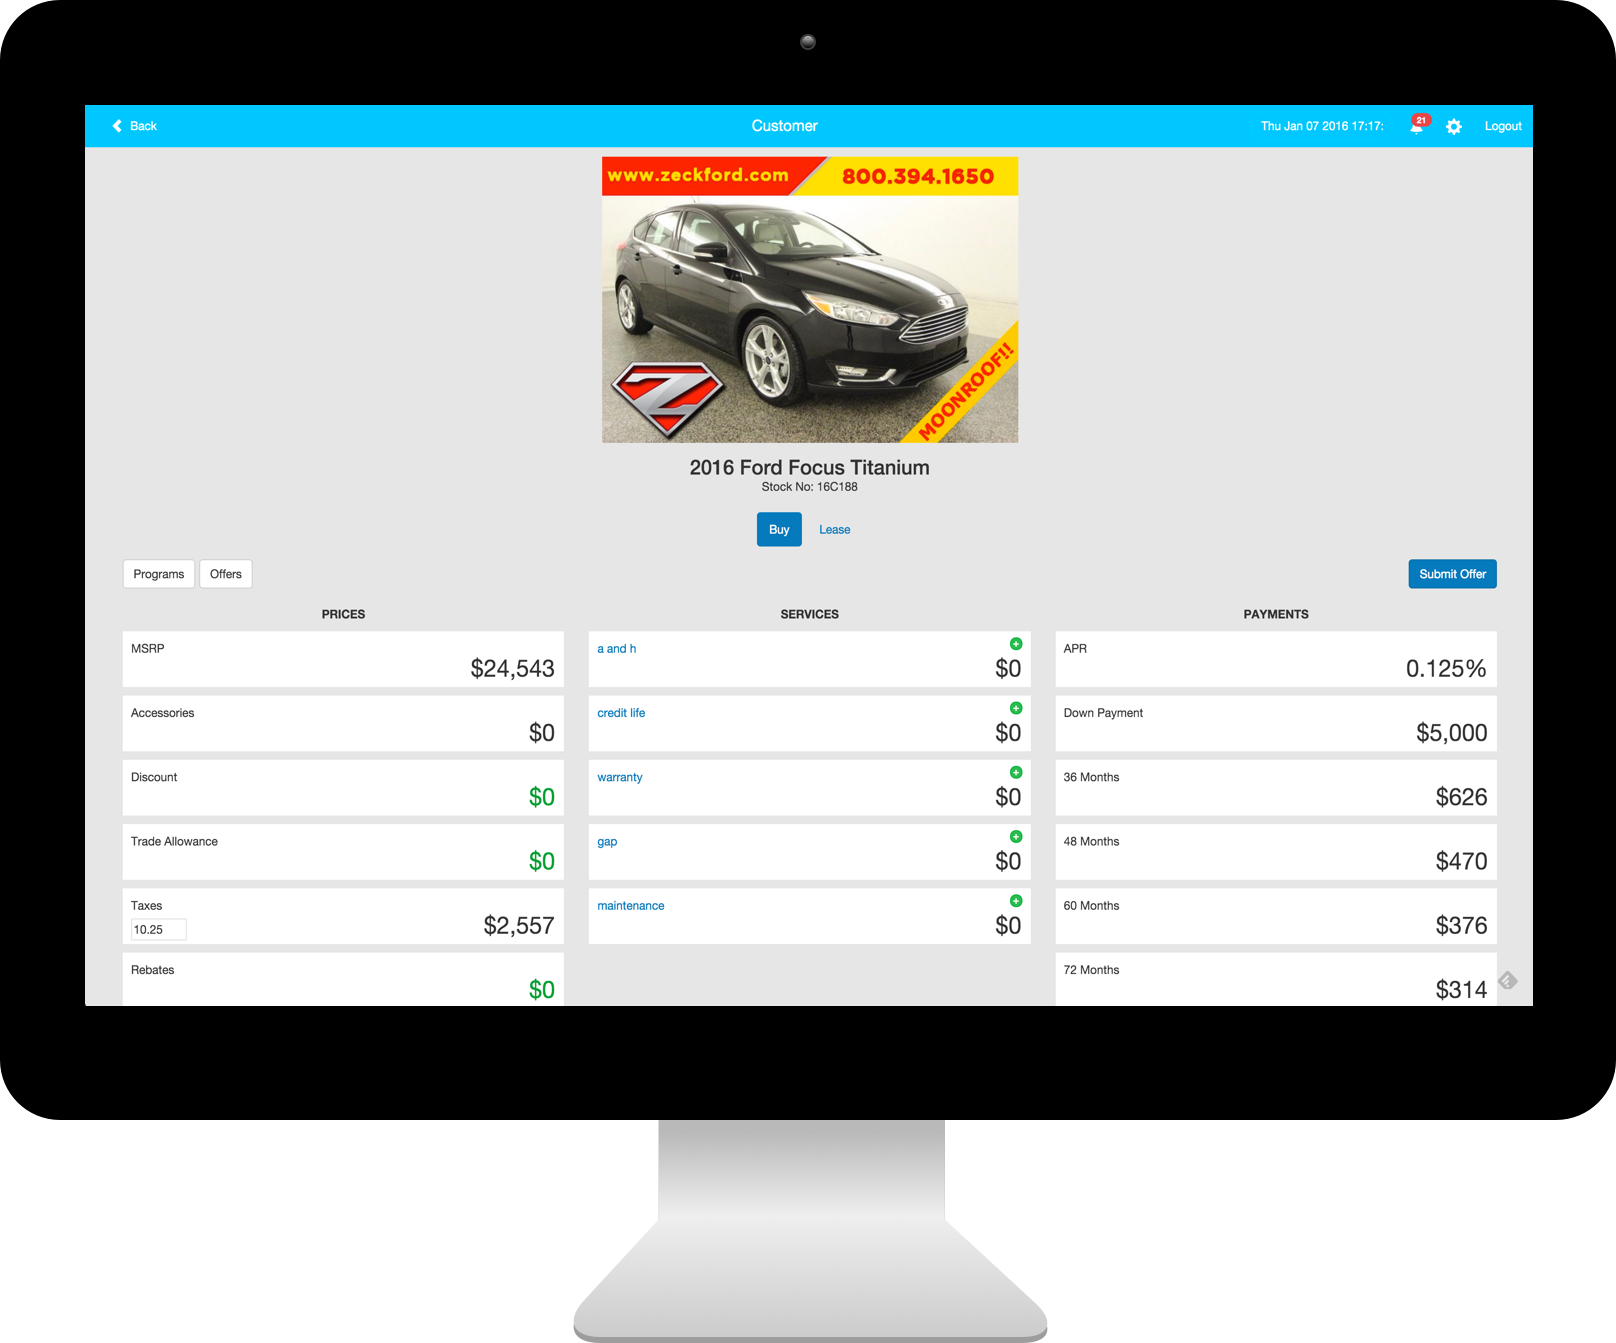 Back
Customer
Thu Jan 07 2016 17:17:
21
Logout
www.zeckford.com
800.394.1650
Z
MOONROOF!!
2016 Ford Focus Titanium
Stock No: 16C188
Buy
Lease
Programs
Offers
Submit Offer
PRICES
MSRP
$24,543
Accessories
$0
Discount
$0
Trade Allowance
$0
Taxes
10.25
$2,557
Rebates
$0
SERVICES
a and h
$0
credit life
$0
warranty
$0
gap
$0
maintenance
$0
PAYMENTS
APR
0.125%
Down Payment
$5,000
36 Months
$626
48 Months
$470
60 Months
$376
72 Months
$314